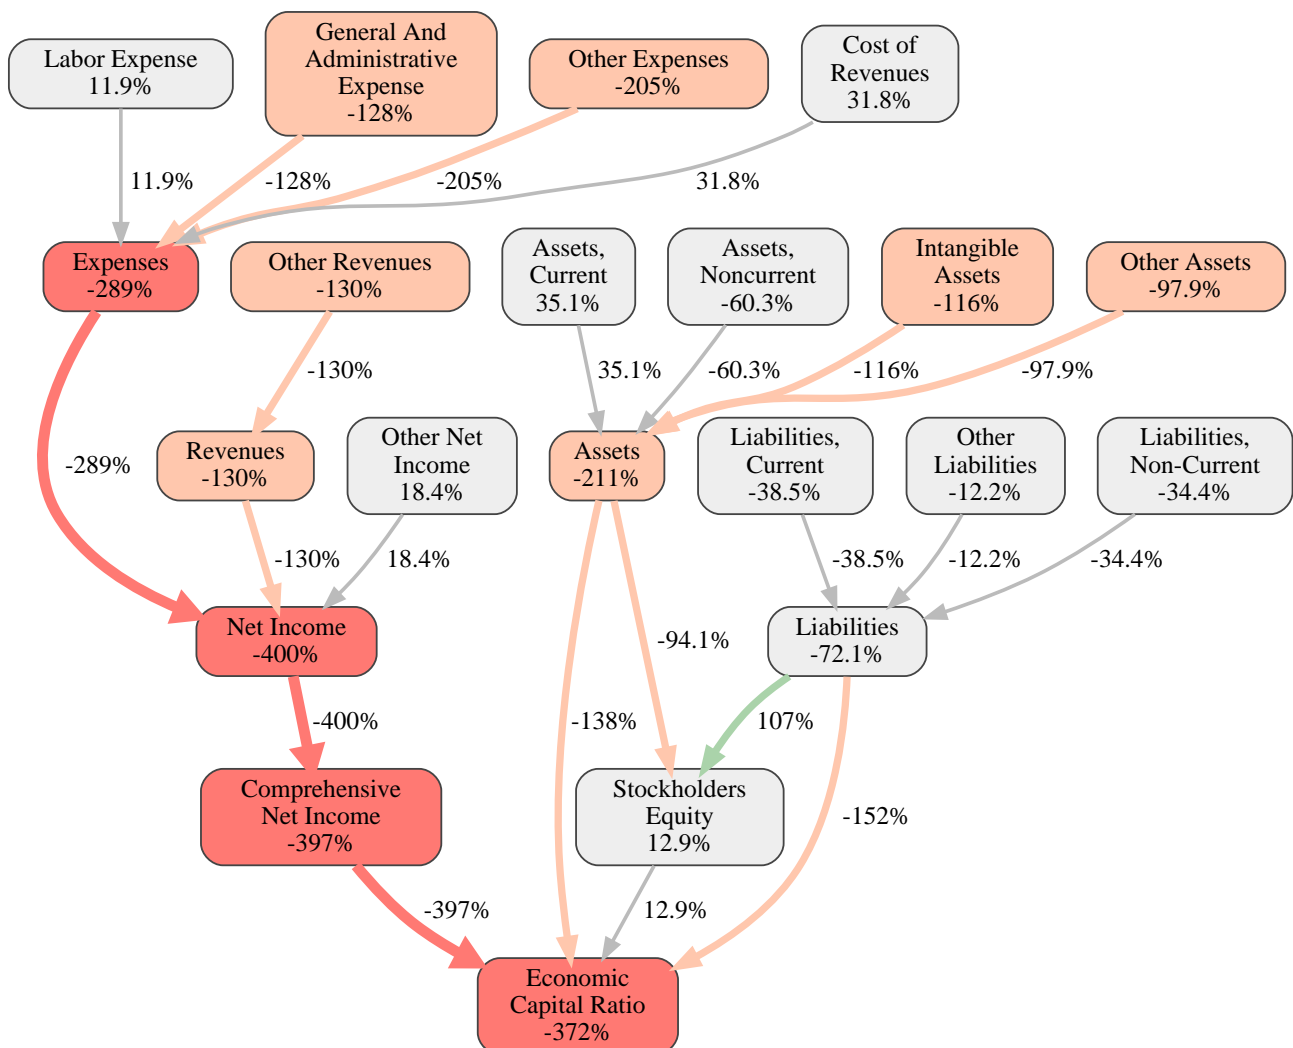 Labor Expense
11.9%
General And
Administrative
Expense
-128%
Other Expenses
-205%
Cost of
Revenues
31.8%
11.9%
-128%
-205%
31.8%
Expenses
-289%
Other Revenues
-130%
Assets,
Current
35.1%
Assets,
Noncurrent
-60.3%
Intangible
Assets
-116%
Other Assets
-97.9%
-130%
35.1%
-60.3%
-116%
-97.9%
-289%
Revenues
-130%
Other Net
Income
18.4%
Assets
-211%
Liabilities,
Current
-38.5%
Other
Liabilities
-12.2%
Liabilities,
Non-Current
-34.4%
-130%
18.4%
-38.5%
-12.2%
-34.4%
Net Income
-400%
-94.1%
Liabilities
-72.1%
-400%
-138%
107%
Comprehensive
Net Income
-397%
Stockholders
Equity
12.9%
-152%
-397%
12.9%
Economic
Capital Ratio
-372%